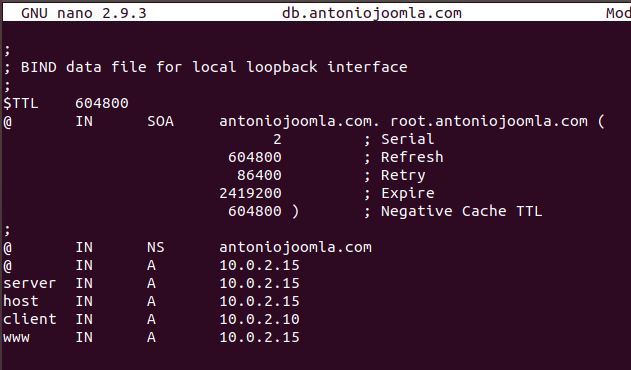 GNU nano 2.9.3 db.antoniojoomla.com Mod
;
; BIND data file for local loopback interface
;
$TTL 604800
@ IN SOA antoniojoomla.com. root.antoniojoomla.com (
2 ; Serial
604800 ; Refresh
86400 ; Retry
2419200 ; Expire
604800 ) ; Negative Cache TTL
;
@ IN NS antoniojoomla.com
@ IN A 10.0.2.15
server IN A 10.0.2.15
host IN A 10.0.2.15
client IN A 10.0.2.10
www IN A 10.0.2.15